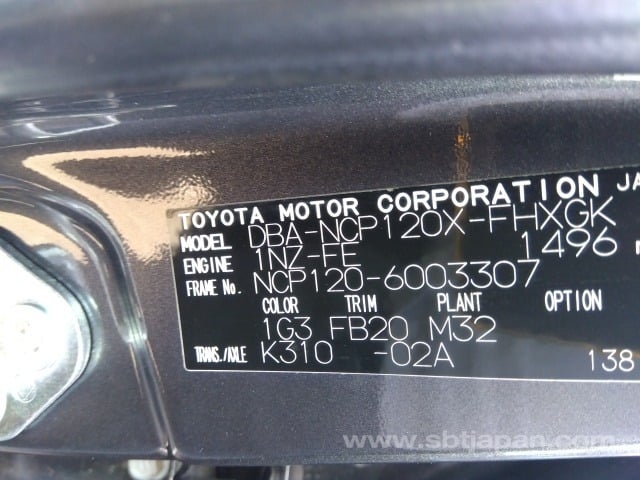 TOYOTA MOTOR CORPORATION JA
MODEL DBA-NCP120X-FHXGK
ENGINE 1NZ-FE 1496
FRAME No. NCP120-6003307
COLOR TRIM PLANT OPTION
1G3 FB20 M32
TRANS./AXLE K310 -02A 138
www.sbtjapan.com